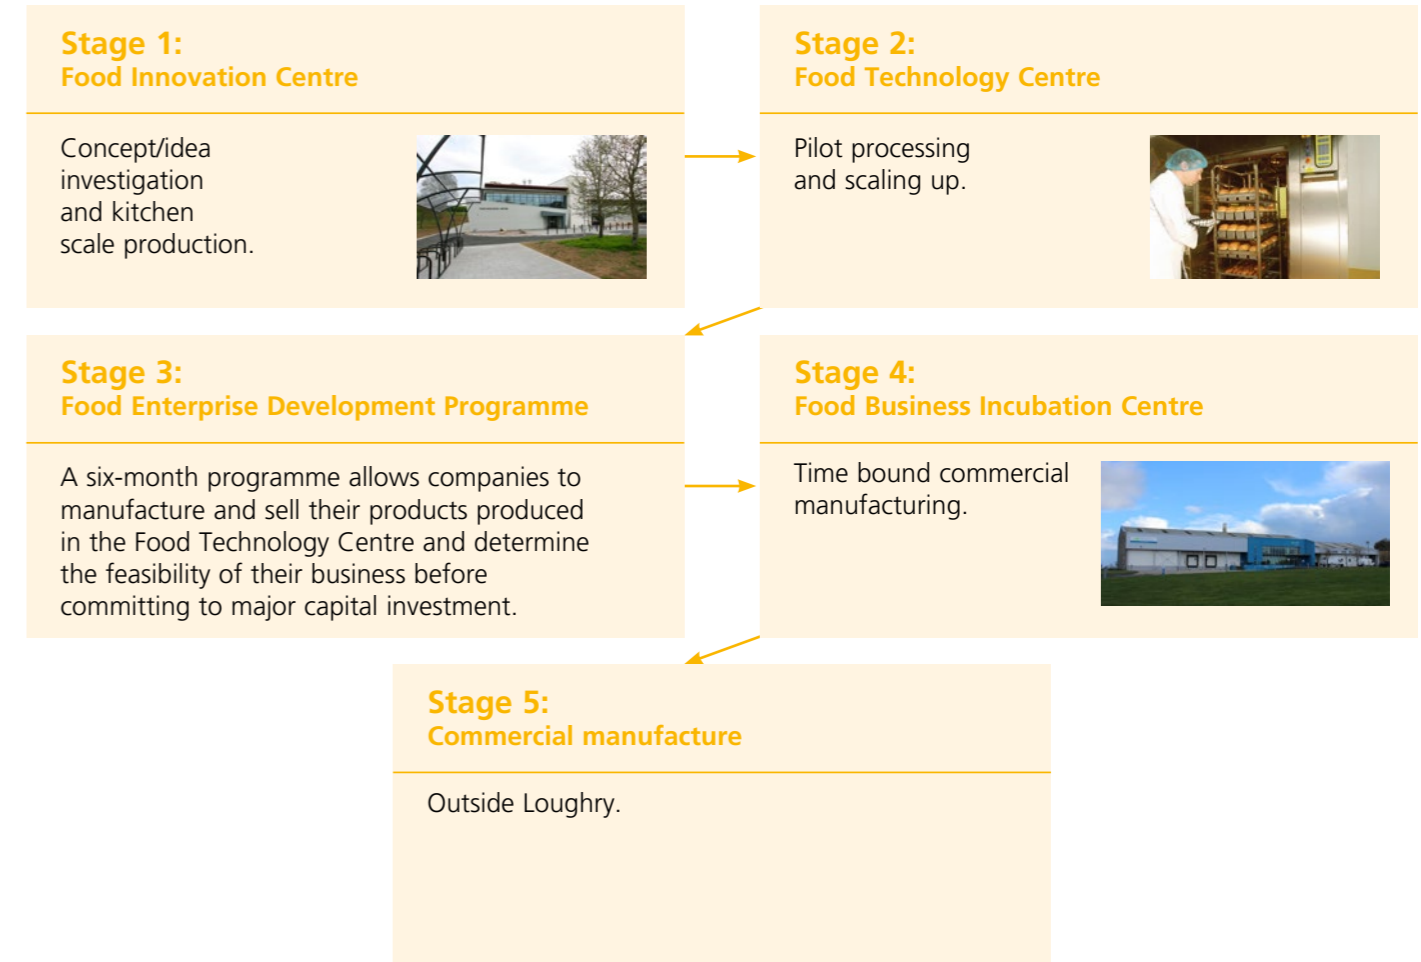 Stage 1:
Food Innovation Centre
Concept/idea
investigation
and kitchen
scale production.
Stage 2:
Food Technology Centre
Pilot processing
and scaling up.
Stage 3:
Food Enterprise Development Programme
A six-month programme allows companies to
manufacture and sell their products produced
in the Food Technology Centre and determine
the feasibility of their business before
committing to major capital investment.
Stage 4:
Food Business Incubation Centre
Time bound commercial
manufacturing.
Stage 5:
Commercial manufacture
Outside Loughry.